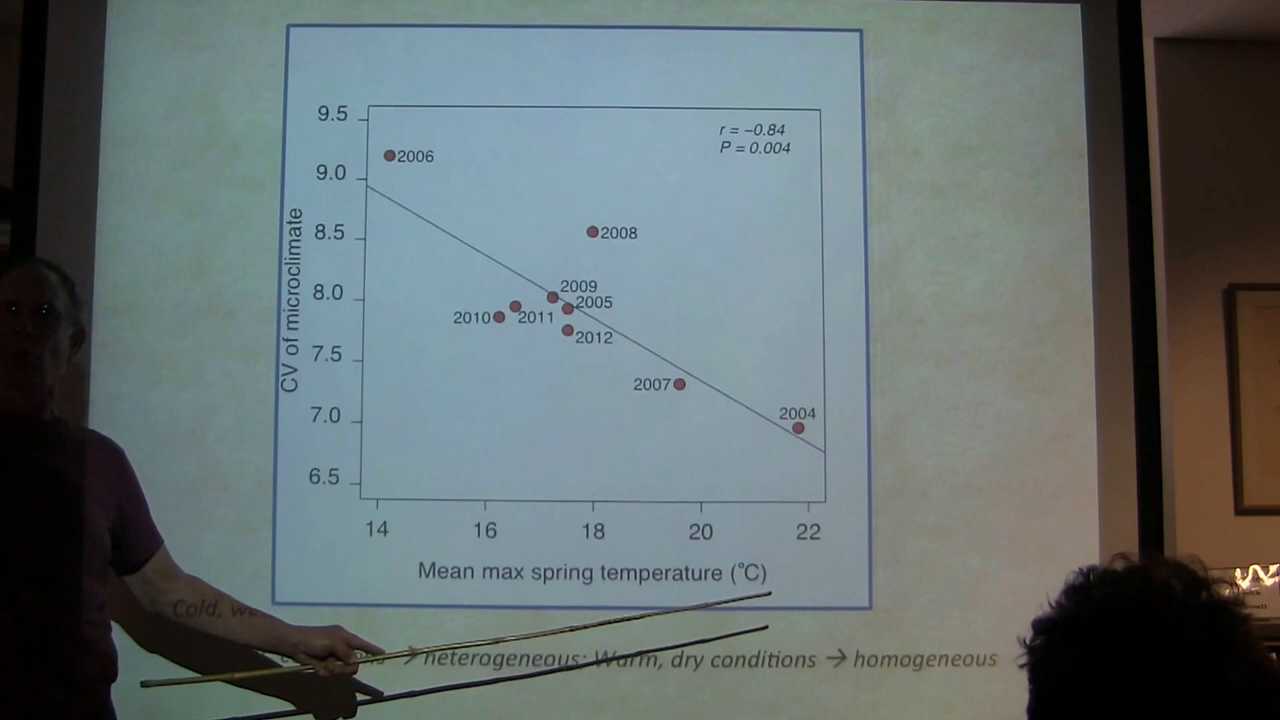 r = −0.84
P = 0.004
9.5
9.0
8.5
8.0
7.5
7.0
6.5
CV of microclimate
2006
2008
2009
2005
2010
2011
2012
2007
2004
14 16 18 20 22
Mean max spring temperature (°C)
Cold,
→ heterogeneous; Warm, dry conditions → homogeneous